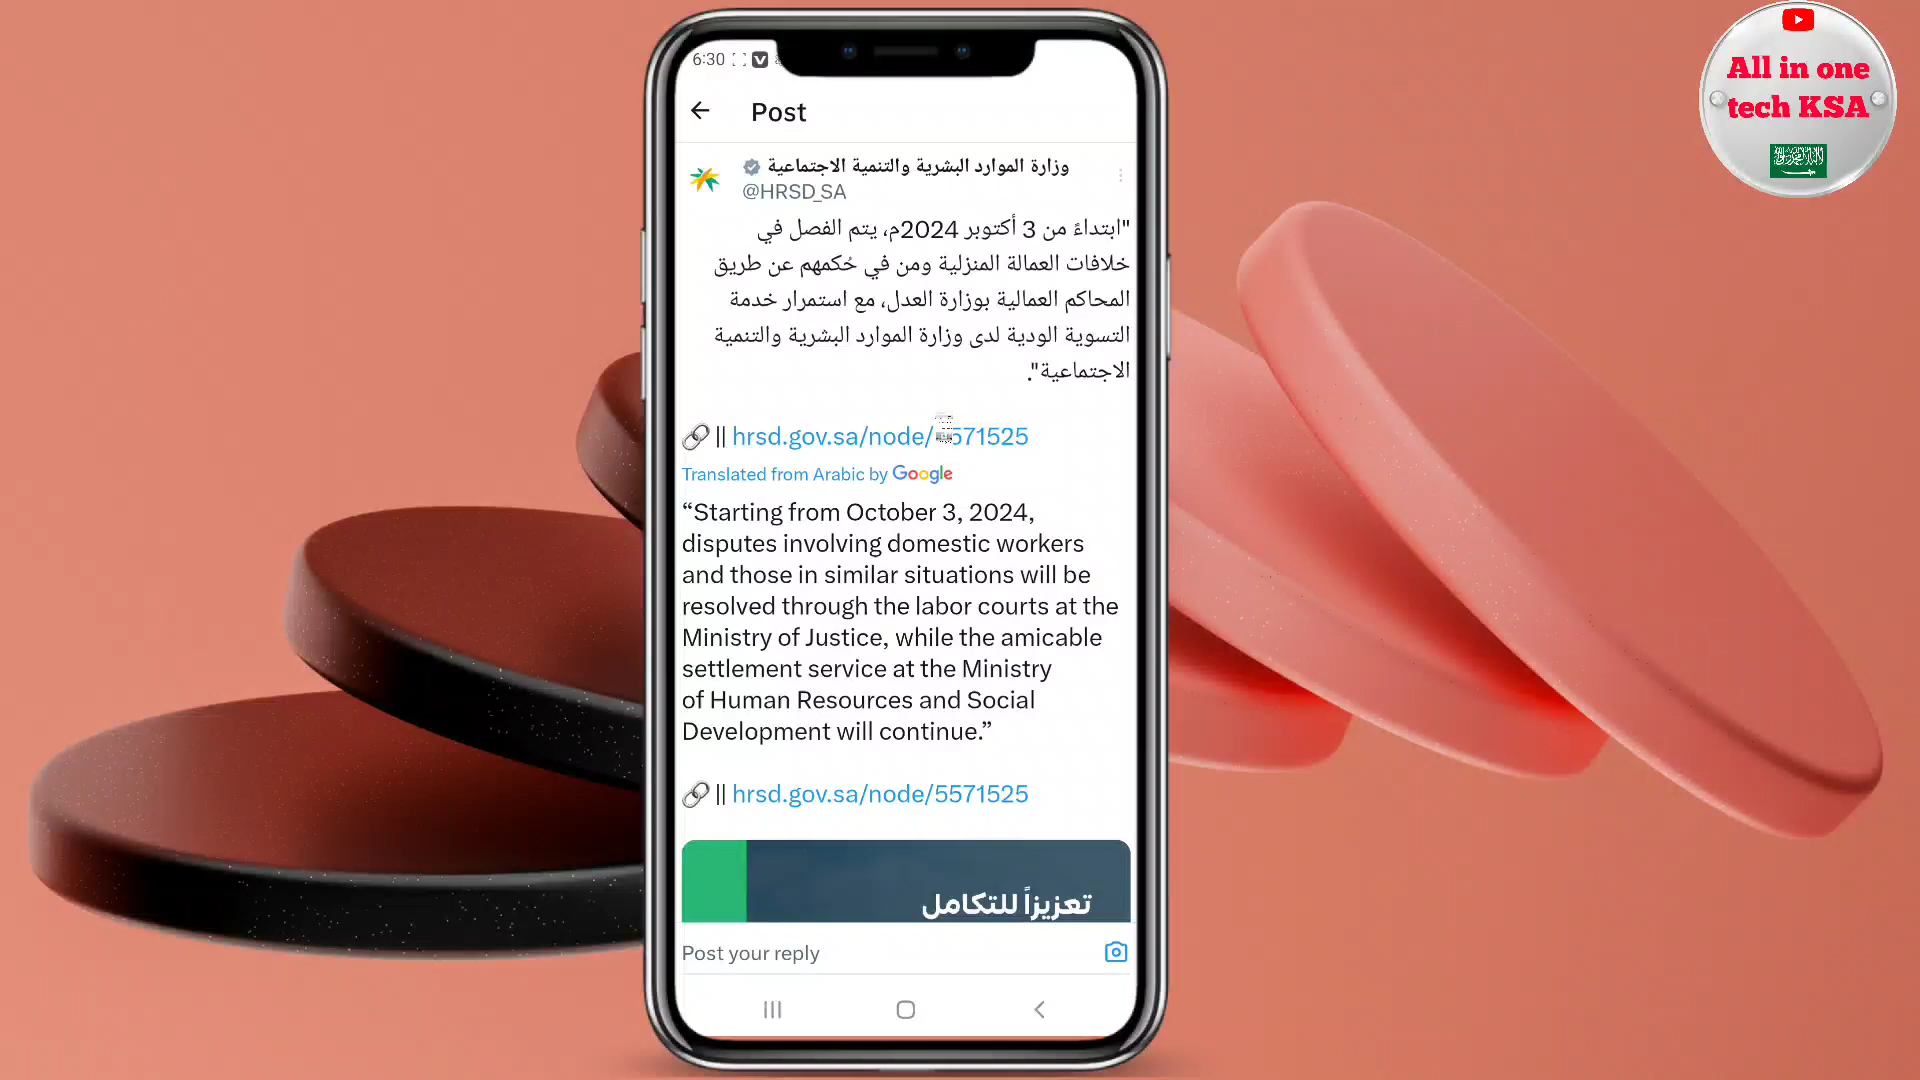 All in one
tech KSA
6:30
Post
وزارة الموارد البشرية والتنمية الاجتماعية
@HRSD_SA
"ابتداءً من 3 أكتوبر 2024م، يتم الفصل في
خلافات العمالة المنزلية ومن في حُكمهم عن طريق
المحاكم العمالية بوزارة العدل، مع استمرار خدمة
التسوية الودية لدى وزارة الموارد البشرية والتنمية
الاجتماعية".
|| hrsd.gov.sa/node/5571525
Translated from Arabic by Google
“Starting from October 3, 2024,
disputes involving domestic workers
and those in similar situations will be
resolved through the labor courts at the
Ministry of Justice, while the amicable
settlement service at the Ministry
of Human Resources and Social
Development will continue.”
|| hrsd.gov.sa/node/5571525
تعزيزاً للتكامل
Post your reply